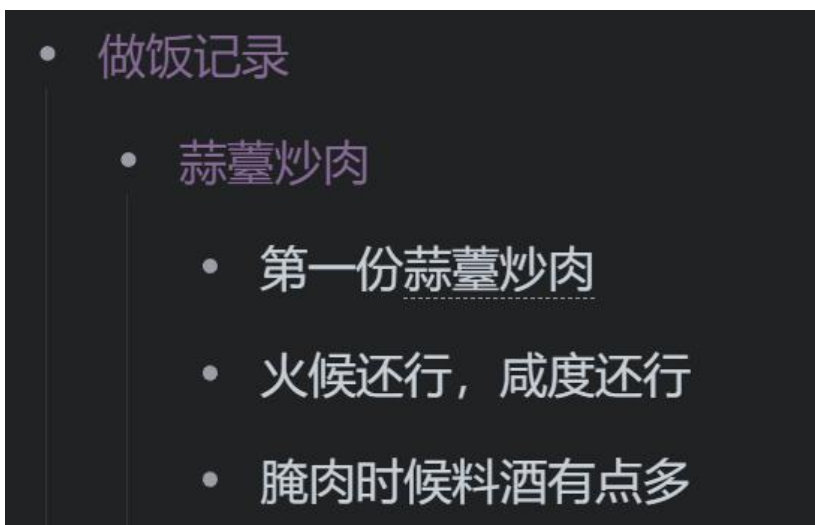 做饭记录
蒜薹炒肉
第一份蒜薹炒肉
火候还行，咸度还行
腌肉时候料酒有点多